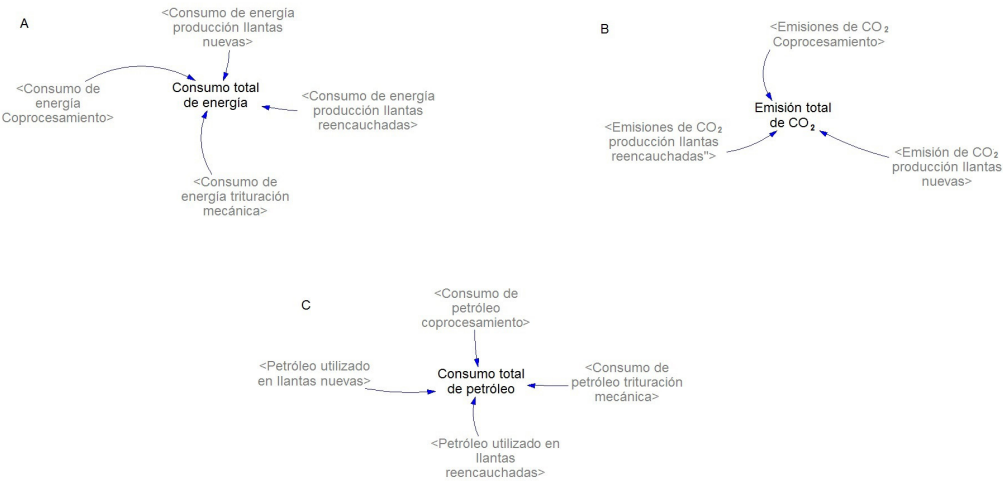 A
<Consumo de energía
producción llantas
nuevas>
<Consumo de
energía
Coprocesamiento>
Consumo total
de energía
<Consumo de energía
producción llantas
reencauchadas>
<Consumo de
energía trituración
mecánica>
B
<Emisiones de CO₂
Coprocesamiento>
Emisión total
de CO₂
<Emisiones de CO₂
producción llantas
reencauchadas">
<Emisión de CO₂
producción llantas
nuevas>
C
<Consumo de
petróleo
coprocesamiento>
<Petróleo utilizado
en llantas nuevas>
Consumo total
de petróleo
<Consumo de
petróleo trituración
mecánica>
<Petróleo utilizado en
llantas
reencauchadas>